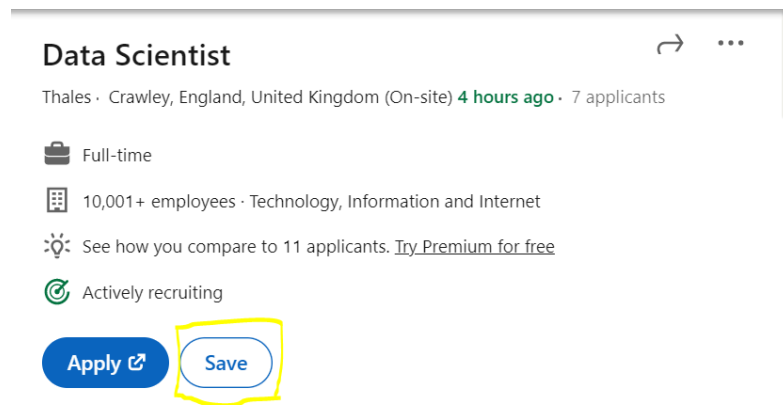 Data Scientist
Thales · Crawley, England, United Kingdom (On-site) 4 hours ago · 7 applicants
Full-time
10,001+ employees · Technology, Information and Internet
See how you compare to 11 applicants. Try Premium for free
Actively recruiting
Apply Save